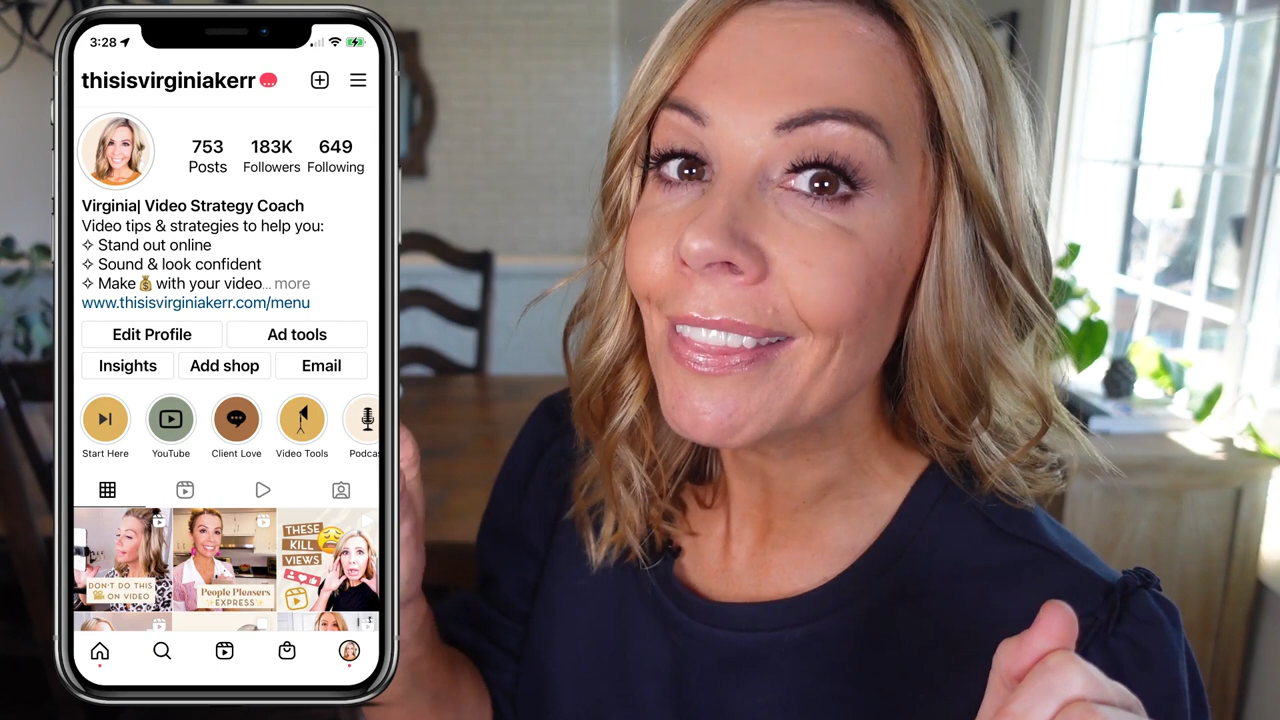 3:28
thisisvirginiakerr
753 183K 649
Posts Followers Following
Virginia| Video Strategy Coach
Video tips & strategies to help you:
✧ Stand out online
✧ Sound & look confident
✧ Make 💰 with your video... more
www.thisisvirginiakerr.com/menu
Edit Profile Ad tools
Insights Add shop Email
Start Here YouTube Client Love Video Tools Podcas
DON'T DO THIS
ON VIDEO
People Pleasers
EXPRESS
THESE
KILL
VIEWS